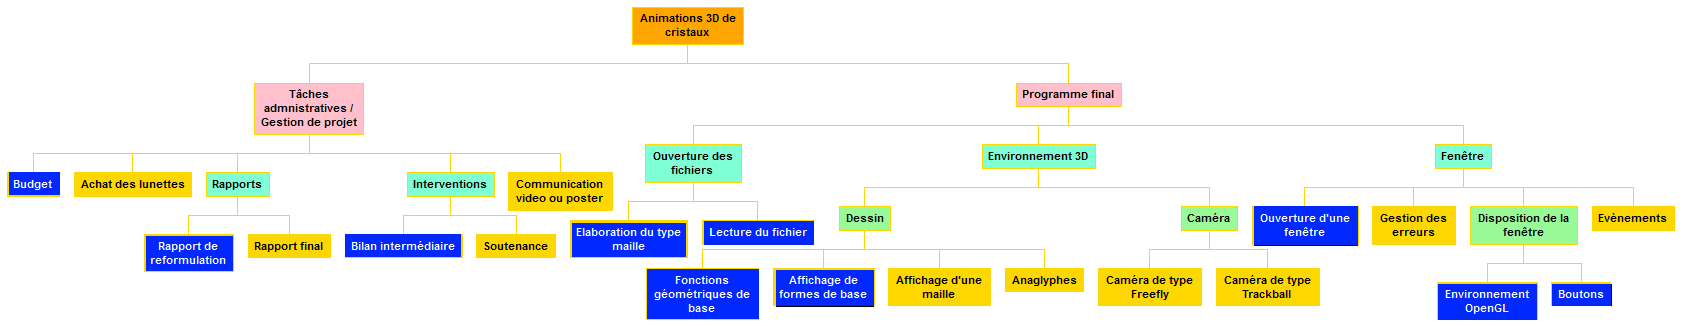 Animations 3D de
cristaux
Tâches
admnistratives /
Gestion de projet
Programme final
Budget
Achat des lunettes
Rapports
Interventions
Communication
video ou poster
Ouverture des
fichiers
Environnement 3D
Fenêtre
Rapport de
reformulation
Rapport final
Bilan intermédiaire
Soutenance
Elaboration du type
maille
Lecture du fichier
Dessin
Caméra
Ouverture d'une
fenêtre
Gestion des
erreurs
Disposition de la
fenêtre
Evènements
Fonctions
géométriques de
base
Affichage de
formes de base
Affichage d'une
maille
Anaglyphes
Caméra de type
Freefly
Caméra de type
Trackball
Environnement
OpenGL
Boutons